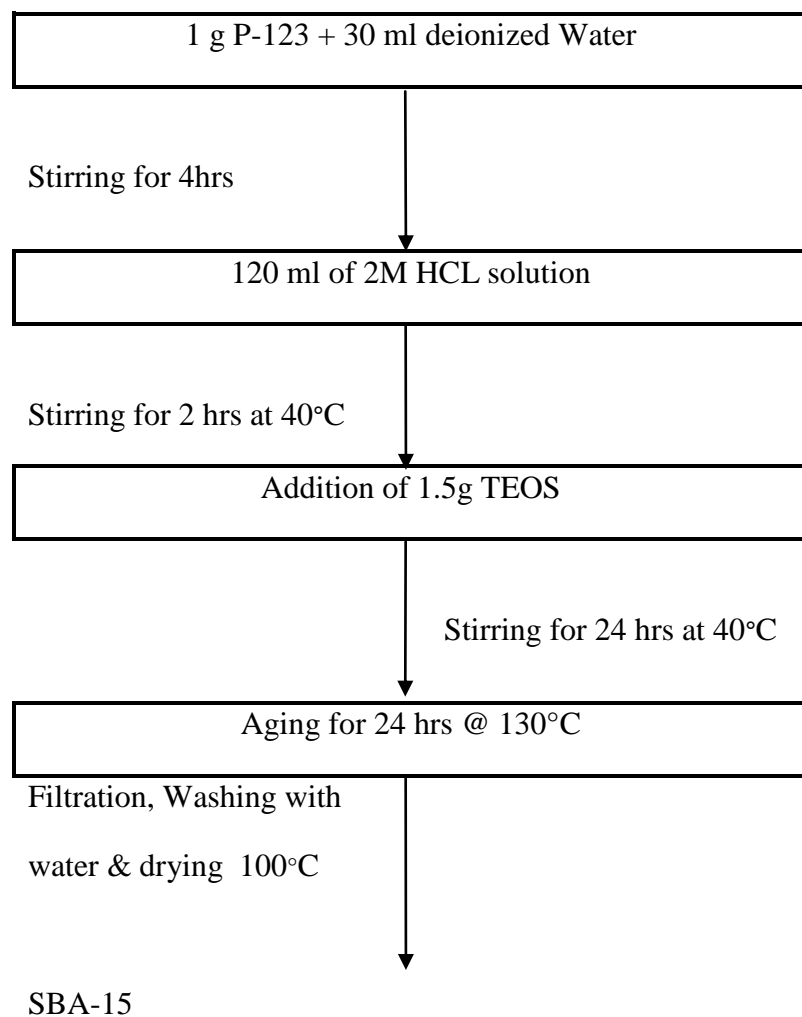 1 g P-123 + 30 ml deionized Water
Stirring for 4hrs
120 ml of 2M HCL solution
Stirring for 2 hrs at 40°C
Addition of 1.5g TEOS
Stirring for 24 hrs at 40°C
Aging for 24 hrs @ 130°C
Filtration, Washing with
water & drying 100°C
SBA-15